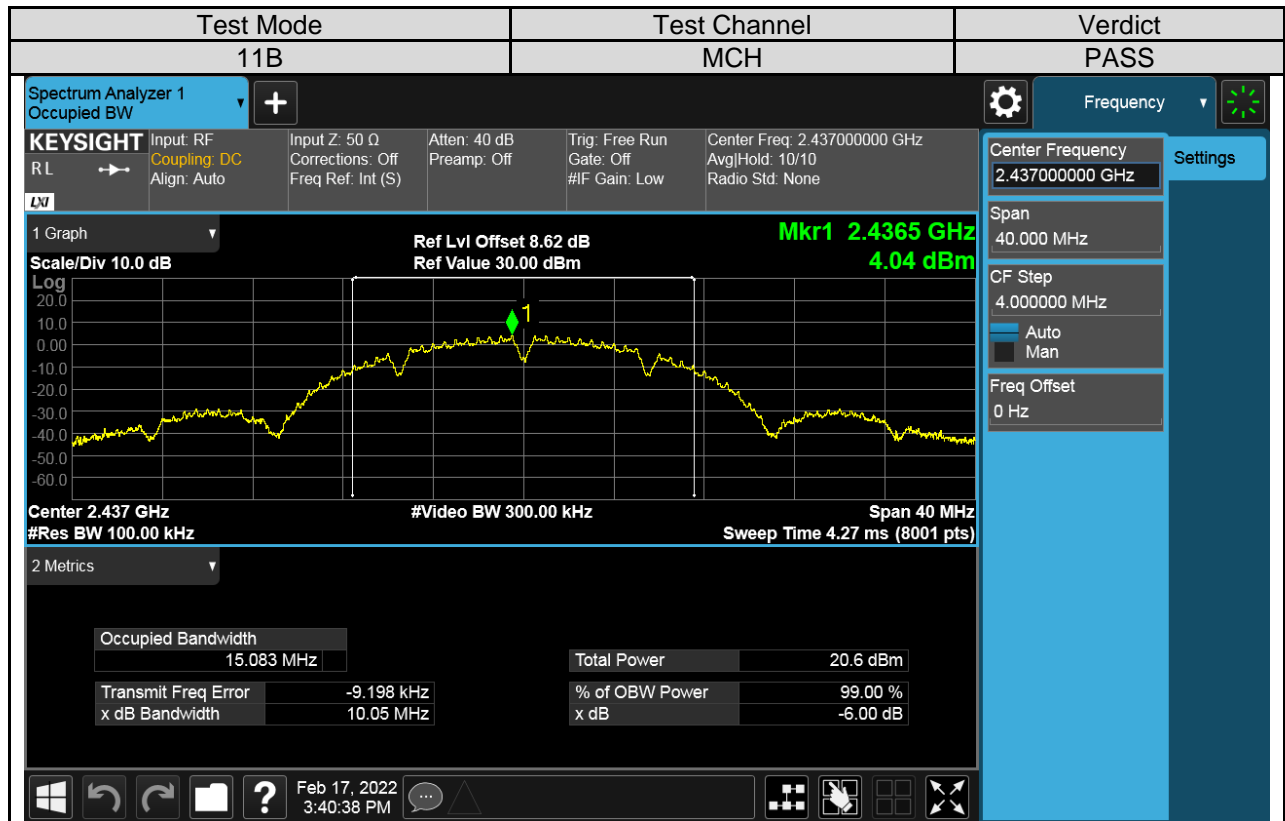 Test Mode Test Channel Verdict
11B MCH PASS
Spectrum Analyzer 1
Occupied BW
Frequency
KEYSIGHT Input: RF Input Z: 50 Ω Atten: 40 dB Trig: Free Run Center Freq: 2.437000000 GHz
RL Coupling: DC Corrections: Off Preamp: Off Gate: Off Avg|Hold: 10/10
Align: Auto Freq Ref: Int (S) #IF Gain: Low Radio Std: None
LXI
Center Frequency
2.437000000 GHz
Settings
Span
40.000 MHz
CF Step
4.000000 MHz
Auto
Man
Freq Offset
0 Hz
1 Graph Ref Lvl Offset 8.62 dB Mkr1 2.4365 GHz
Scale/Div 10.0 dB Ref Value 30.00 dBm 4.04 dBm
Log
20.0
10.0
0.00
-10.0
-20.0
-30.0
-40.0
-50.0
-60.0
1
Center 2.437 GHz #Video BW 300.00 kHz Span 40 MHz
#Res BW 100.00 kHz Sweep Time 4.27 ms (8001 pts)
2 Metrics
Occupied Bandwidth
15.083 MHz Total Power 20.6 dBm
Transmit Freq Error -9.198 kHz % of OBW Power 99.00 %
x dB Bandwidth 10.05 MHz x dB -6.00 dB
? Feb 17, 2022
3:40:38 PM